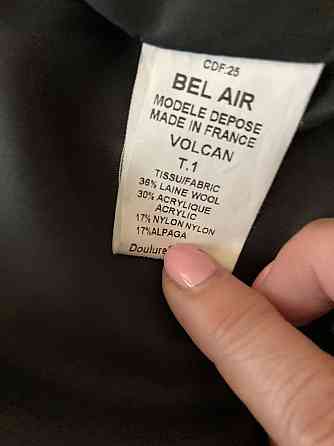 CDF.25
BEL AIR
MODELE DEPOSE
MADE IN FRANCE
VOLCAN
T.1
TISSU/FABRIC
36% LAINE WOOL
30% ACRYLIQUE
ACRYLIC
17% NYLON NYLON
17%ALPAGA